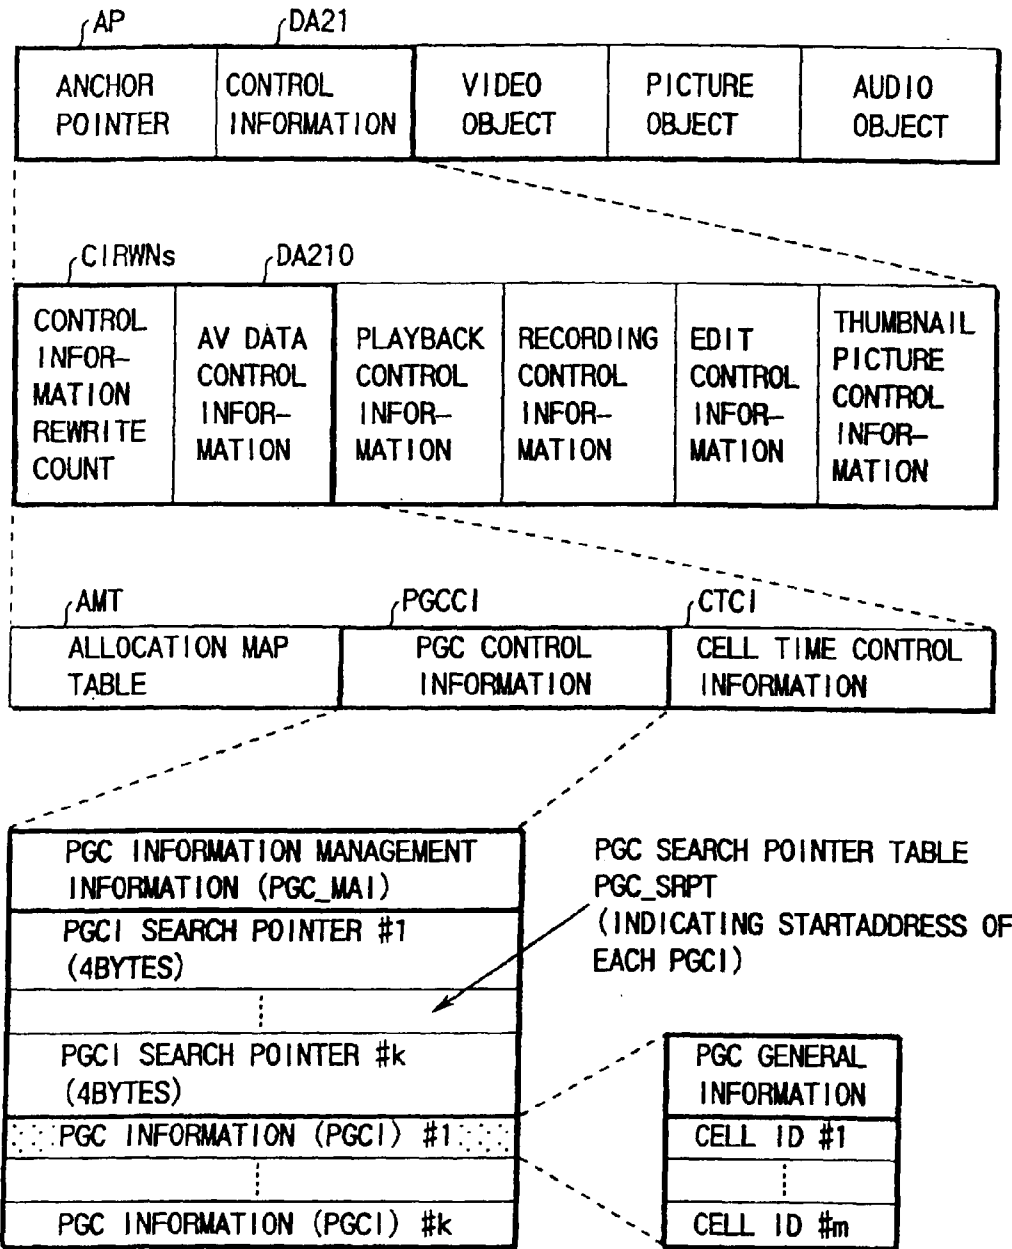 AP
DA21
ANCHOR
POINTER
CONTROL
INFORMATION
VIDEO
OBJECT
PICTURE
OBJECT
AUDIO
OBJECT
CIRWNs
DA210
CONTROL
INFOR-
MATION
REWRITE
COUNT
AV DATA
CONTROL
INFOR-
MATION
PLAYBACK
CONTROL
INFOR-
MATION
RECORDING
CONTROL
INFOR-
MATION
EDIT
CONTROL
INFOR-
MATION
THUMBNAIL
PICTURE
CONTROL
INFOR-
MATION
AMT
PGCCI
CTCI
ALLOCATION MAP
TABLE
PGC CONTROL
INFORMATION
CELL TIME CONTROL
INFORMATION
PGC INFORMATION MANAGEMENT
INFORMATION (PGC_MAI)
PGCI SEARCH POINTER #1
(4BYTES)
PGCI SEARCH POINTER #k
(4BYTES)
PGC INFORMATION (PGCI) #1
PGC INFORMATION (PGCI) #k
PGC SEARCH POINTER TABLE
PGC_SRPT
(INDICATING STARTADDRESS OF
EACH PGCI)
PGC GENERAL
INFORMATION
CELL ID #1
CELL ID #m